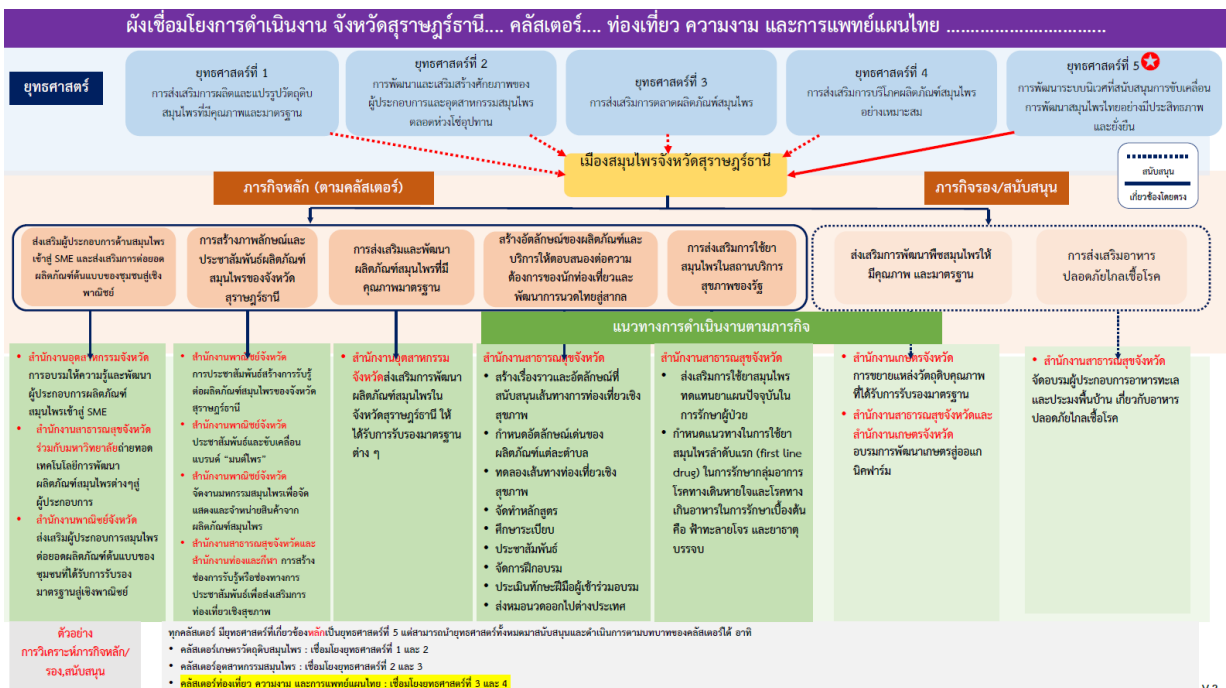 ผังเชื่อมโยงการดำเนินงาน จังหวัดสุราษฎร์ธานี.... คลัสเตอร์.... ท่องเที่ยว ความงาม และการแพทย์แผนไทย ................................
ยุทธศาสตร์
ยุทธศาสตร์ที่ 1
การส่งเสริมการผลิตและแปรรูปวัตถุดิบ
สมุนไพรที่มีคุณภาพและมาตรฐาน
ยุทธศาสตร์ที่ 2
การพัฒนาและเสริมสร้างศักยภาพของ
ผู้ประกอบการและอุตสาหกรรมสมุนไพร
ตลอดห่วงโซ่อุปทาน
ยุทธศาสตร์ที่ 3
การส่งเสริมการตลาดผลิตภัณฑ์สมุนไพร
ยุทธศาสตร์ที่ 4
การส่งเสริมการบริโภคผลิตภัณฑ์สมุนไพร
อย่างเหมาะสม
ยุทธศาสตร์ที่ 5
การพัฒนาระบบนิเวศที่สนับสนุนการขับเคลื่อน
การพัฒนาสมุนไพรไทยอย่างมีประสิทธิภาพ
และยั่งยืน
เมืองสมุนไพรจังหวัดสุราษฎร์ธานี
สนับสนุน
เกี่ยวข้องโดยตรง
ภารกิจหลัก (ตามคลัสเตอร์)
ภารกิจรอง/สนับสนุน
ส่งเสริมผู้ประกอบการด้านสมุนไพร
เข้าสู่ SME และส่งเสริมการต่อยอด
ผลิตภัณฑ์ต้นแบบของชุมชนสู่เชิง
พาณิชย์
การสร้างภาพลักษณ์และ
ประชาสัมพันธ์ผลิตภัณฑ์
สมุนไพรของจังหวัด
สุราษฎร์ธานี
การส่งเสริมและพัฒนา
ผลิตภัณฑ์สมุนไพรที่มี
คุณภาพมาตรฐาน
สร้างอัตลักษณ์ของผลิตภัณฑ์และ
บริการให้ตอบสนองต่อความ
ต้องการของนักท่องเที่ยวและ
พัฒนาการนวดไทยสู่สากล
การส่งเสริมการใช้ยา
สมุนไพรในสถานบริการ
สุขภาพของรัฐ
ส่งเสริมการพัฒนาพืชสมุนไพรให้
มีคุณภาพ และมาตรฐาน
การส่งเสริมอาหาร
ปลอดภัยไกลเชื้อโรค
แนวทางการดำเนินงานตามภารกิจ
• สำนักงานอุตสาหกรรมจังหวัด
การอบรมให้ความรู้และพัฒนา
ผู้ประกอบการผลิตภัณฑ์
สมุนไพรเข้าสู่ SME
• สำนักงานสาธารณสุขจังหวัด
ร่วมกับมหาวิทยาลัยถ่ายทอด
เทคโนโลยีการพัฒนา
ผลิตภัณฑ์สมุนไพรต่างๆสู่
ผู้ประกอบการ
• สำนักงานพาณิชย์จังหวัด
ส่งเสริมผู้ประกอบการสมุนไพร
ต่อยอดผลิตภัณฑ์ต้นแบบของ
ชุมชนที่ได้รับการรับรอง
มาตรฐานสู่เชิงพาณิชย์
• สำนักงานพาณิชย์จังหวัด
การประชาสัมพันธ์สร้างการรับรู้
ต่อผลิตภัณฑ์สมุนไพรของจังหวัด
สุราษฎร์ธานี
• สำนักงานพาณิชย์จังหวัด
ประชาสัมพันธ์และขับเคลื่อน
แบรนด์ “มนต์ไพร”
• สำนักงานพาณิชย์จังหวัด
จัดงานมหกรรมสมุนไพรเพื่อจัด
แสดงและจำหน่ายสินค้าจาก
ผลิตภัณฑ์สมุนไพร
• สำนักงานสาธารณสุขจังหวัดและ
สำนักงานท่องและกีฬา การสร้าง
ช่องการรับรู้หรือช่องทางการ
ประชาสัมพันธ์เพื่อส่งเสริมการ
ท่องเที่ยวเชิงสุขภาพ
• สำนักงานอุตสาหกรรม
จังหวัดส่งเสริมการพัฒนา
ผลิตภัณฑ์สมุนไพรใน
จังหวัดสุราษฎร์ธานี ให้
ได้รับการรับรองมาตรฐาน
ต่าง ๆ
สำนักงานสาธารณสุขจังหวัด
• สร้างเรื่องราวและอัตลักษณ์ที่
สนับสนุนเส้นทางการท่องเที่ยวเชิง
สุขภาพ
• กำหนดอัตลักษณ์เด่นของ
ผลิตภัณฑ์แต่ละตำบล
• ทดลองเส้นทางท่องเที่ยวเชิง
สุขภาพ
• จัดทำหลักสูตร
• ศึกษาระเบียบ
• ประชาสัมพันธ์
• จัดการฝึกอบรม
• ประเมินทักษะฝีมือผู้เข้าร่วมอบรม
• ส่งหมอนวดออกไปต่างประเทศ
สำนักงานสาธารณสุขจังหวัด
• ส่งเสริมการใช้ยาสมุนไพร
ทดแทนยาแผนปัจจุบันใน
การรักษาผู้ป่วย
• กำหนดแนวทางในการใช้ยา
สมุนไพรลำดับแรก (first line
drug) ในการรักษากลุ่มอาการ
โรคทางเดินหายใจและโรคทาง
เกินอาหารในการรักษาเบื้องต้น
คือ ฟ้าทะลายโจร และยาธาตุ
บรรจบ
• สำนักงานเกษตรจังหวัด
การขยายแหล่งวัตถุดิบคุณภาพ
ที่ได้รับการรับรองมาตรฐาน
• สำนักงานสาธารณสุขจังหวัดและ
สำนักงานเกษตรจังหวัด
อบรมการพัฒนาเกษตรสู่ออแก
นิคฟาร์ม
• สำนักงานสาธารณสุขจังหวัด
จัดอบรมผู้ประกอบการอาหารทะเล
และประมงพื้นบ้าน เกี่ยวกับอาหาร
ปลอดภัยไกลเชื้อโรค
ตัวอย่าง
การวิเคราะห์ภารกิจหลัก/
รอง,สนับสนุน
ทุกคลัสเตอร์ มียุทธศาสตร์ที่เกี่ยวข้องหลักเป็นยุทธศาสตร์ที่ 5 แต่สามารถนำยุทธศาสตร์ทั้งหมดมาสนับสนุนและดำเนินการตามบทบาทของคลัสเตอร์ได้ อาทิ
• คลัสเตอร์เกษตรวัตถุดิบสมุนไพร : เชื่อมโยงยุทธศาสตร์ที่ 1 และ 2
• คลัสเตอร์อุตสาหกรรมสมุนไพร : เชื่อมโยงยุทธศาสตร์ที่ 2 และ 3
• คลัสเตอร์ท่องเที่ยว ความงาม และการแพทย์แผนไทย : เชื่อมโยงยุทธศาสตร์ที่ 3 และ 4